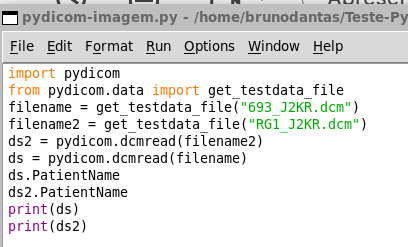 pydicom-imagem.py - /home/brunodantas/Teste-Py
File Edit Format Run Options Window Help
import pydicom
from pydicom.data import get_testdata_file
filename = get_testdata_file("693_J2KR.dcm")
filename2 = get_testdata_file("RG1_J2KR.dcm")
ds2 = pydicom.dcmread(filename2)
ds = pydicom.dcmread(filename)
ds.PatientName
ds2.PatientName
print(ds)
print(ds2)